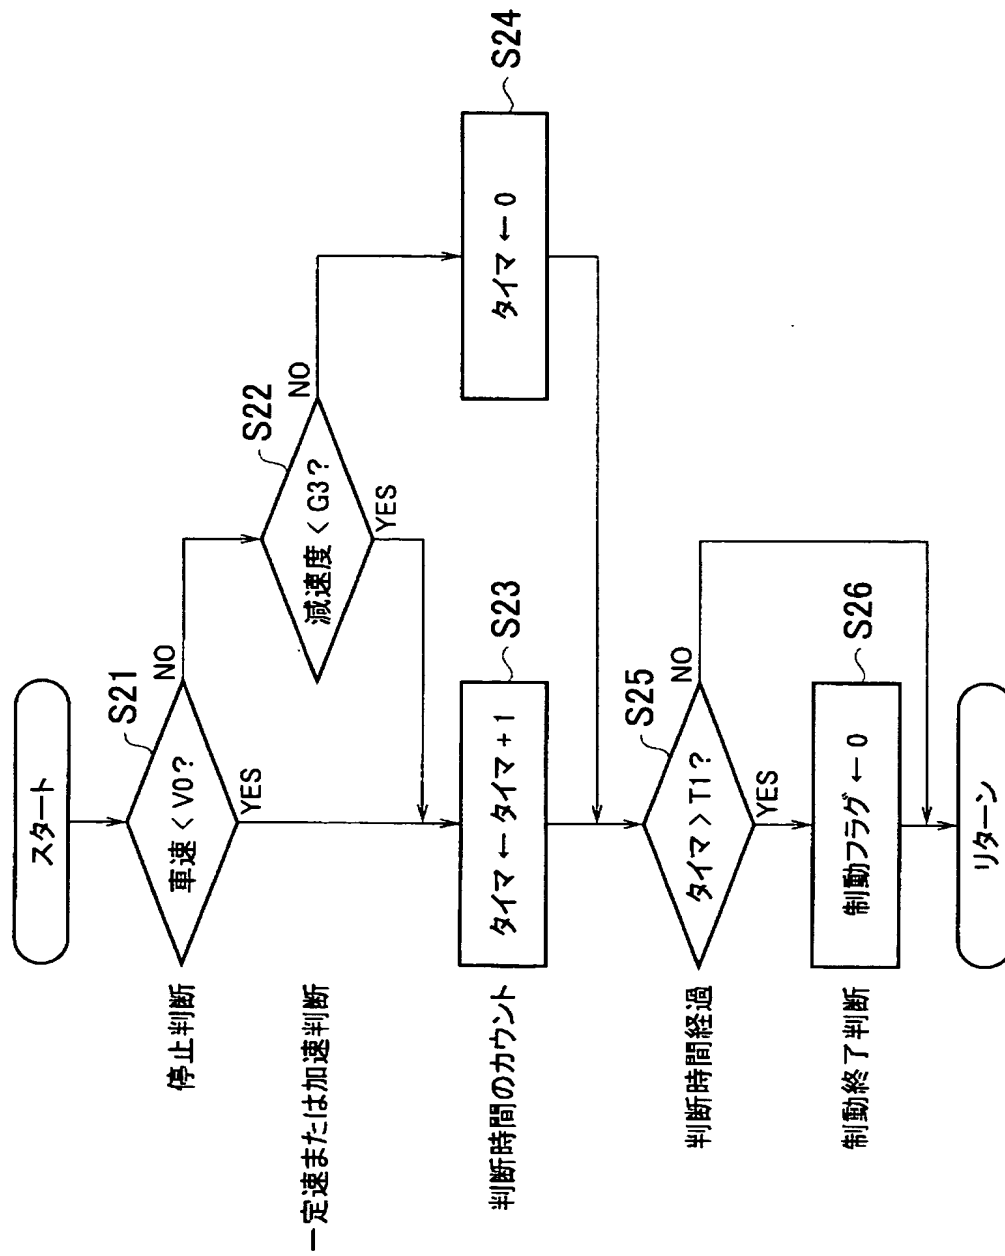 スタート
停止判断
車速 < V0?
S21
NO
YES
一定速または加速判断
減速度 < G3?
S22
NO
YES
判断時間のカウント
タイマ ← タイマ + 1
S23
タイマ ← 0
S24
判断時間経過
タイマ > T1?
S25
NO
YES
制動終了判断
制動フラグ ← 0
S26
リターン